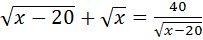 √(x−20) + √x = 40/√(x−20)